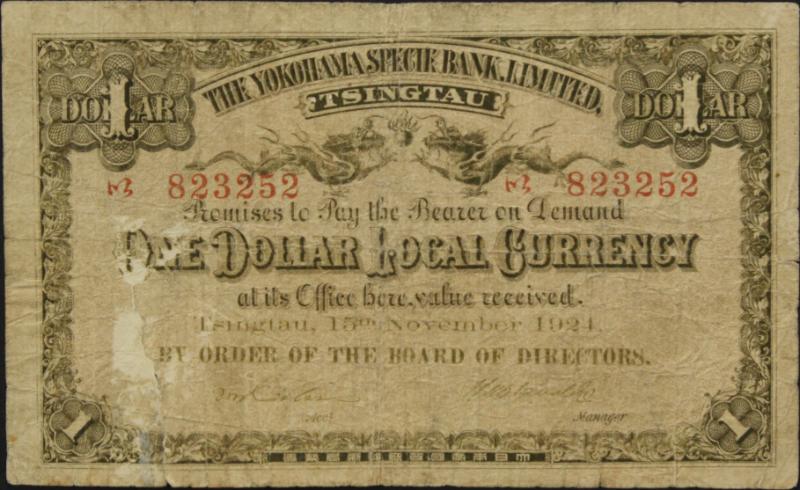 1 DOLLAR
THE YOKOHAMA SPECIE BANK, LIMITED.
1 DOLLAR
TSINGTAU
823252
823252
Promises to Pay the Bearer on Demand
ONE DOLLAR LOCAL CURRENCY
at its Office here, value received.
Tsingtau, 15th November 1924.
BY ORDER OF THE BOARD OF DIRECTORS.
Acct
Manager
1
1